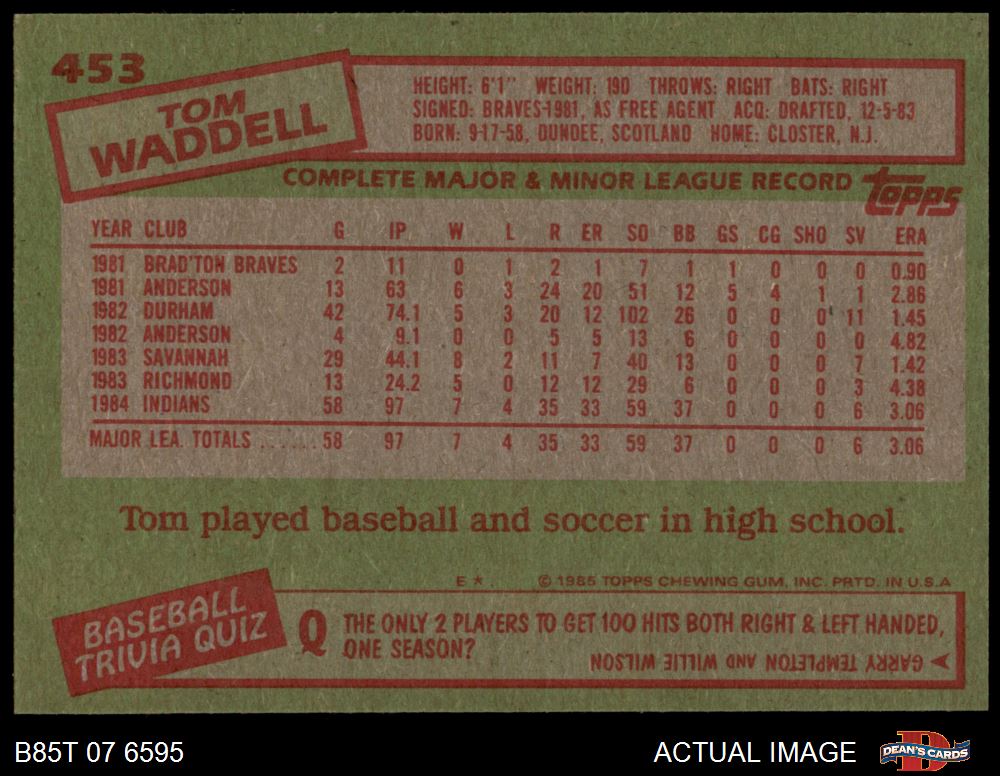 453
TOM
WADDELL
HEIGHT: 6'1" WEIGHT: 190 THROWS: RIGHT BATS: RIGHT
SIGNED: BRAVES-1981, AS FREE AGENT ACQ: DRAFTED, 12-5-83
BORN: 9-17-58, DUNDEE, SCOTLAND HOME: CLOSTER, N.J.
COMPLETE MAJOR & MINOR LEAGUE RECORD topps
YEAR CLUB G IP W L R ER SO BB GS CG SHO SV ERA
1981 BRAD'TON BRAVES 2 11 0 1 2 1 7 1 1 0 0 0 0.90
1981 ANDERSON 13 63 6 3 24 20 51 12 5 4 1 1 2.86
1982 DURHAM 42 74.1 5 3 20 12 102 26 0 0 0 11 1.45
1982 ANDERSON 4 9.1 0 0 5 5 13 6 0 0 0 0 4.82
1983 SAVANNAH 29 44.1 8 2 11 7 40 13 0 0 0 7 1.42
1983 RICHMOND 13 24.2 5 0 12 12 29 6 0 0 0 3 4.38
1984 INDIANS 58 97 7 4 35 33 59 37 0 0 0 6 3.06
MAJOR LEA. TOTALS ....... 58 97 7 4 35 33 59 37 0 0 0 6 3.06
Tom played baseball and soccer in high school.
E * © 1985 TOPPS CHEWING GUM, INC. PRTD. IN U.S.A
BASEBALL
TRIVIA QUIZ
Q THE ONLY 2 PLAYERS TO GET 100 HITS BOTH RIGHT & LEFT HANDED,
ONE SEASON?
GARRY TEMPLETON AND WILLIE WILSON
B85T 07 6595
ACTUAL IMAGE
D
DEAN'S CARDS